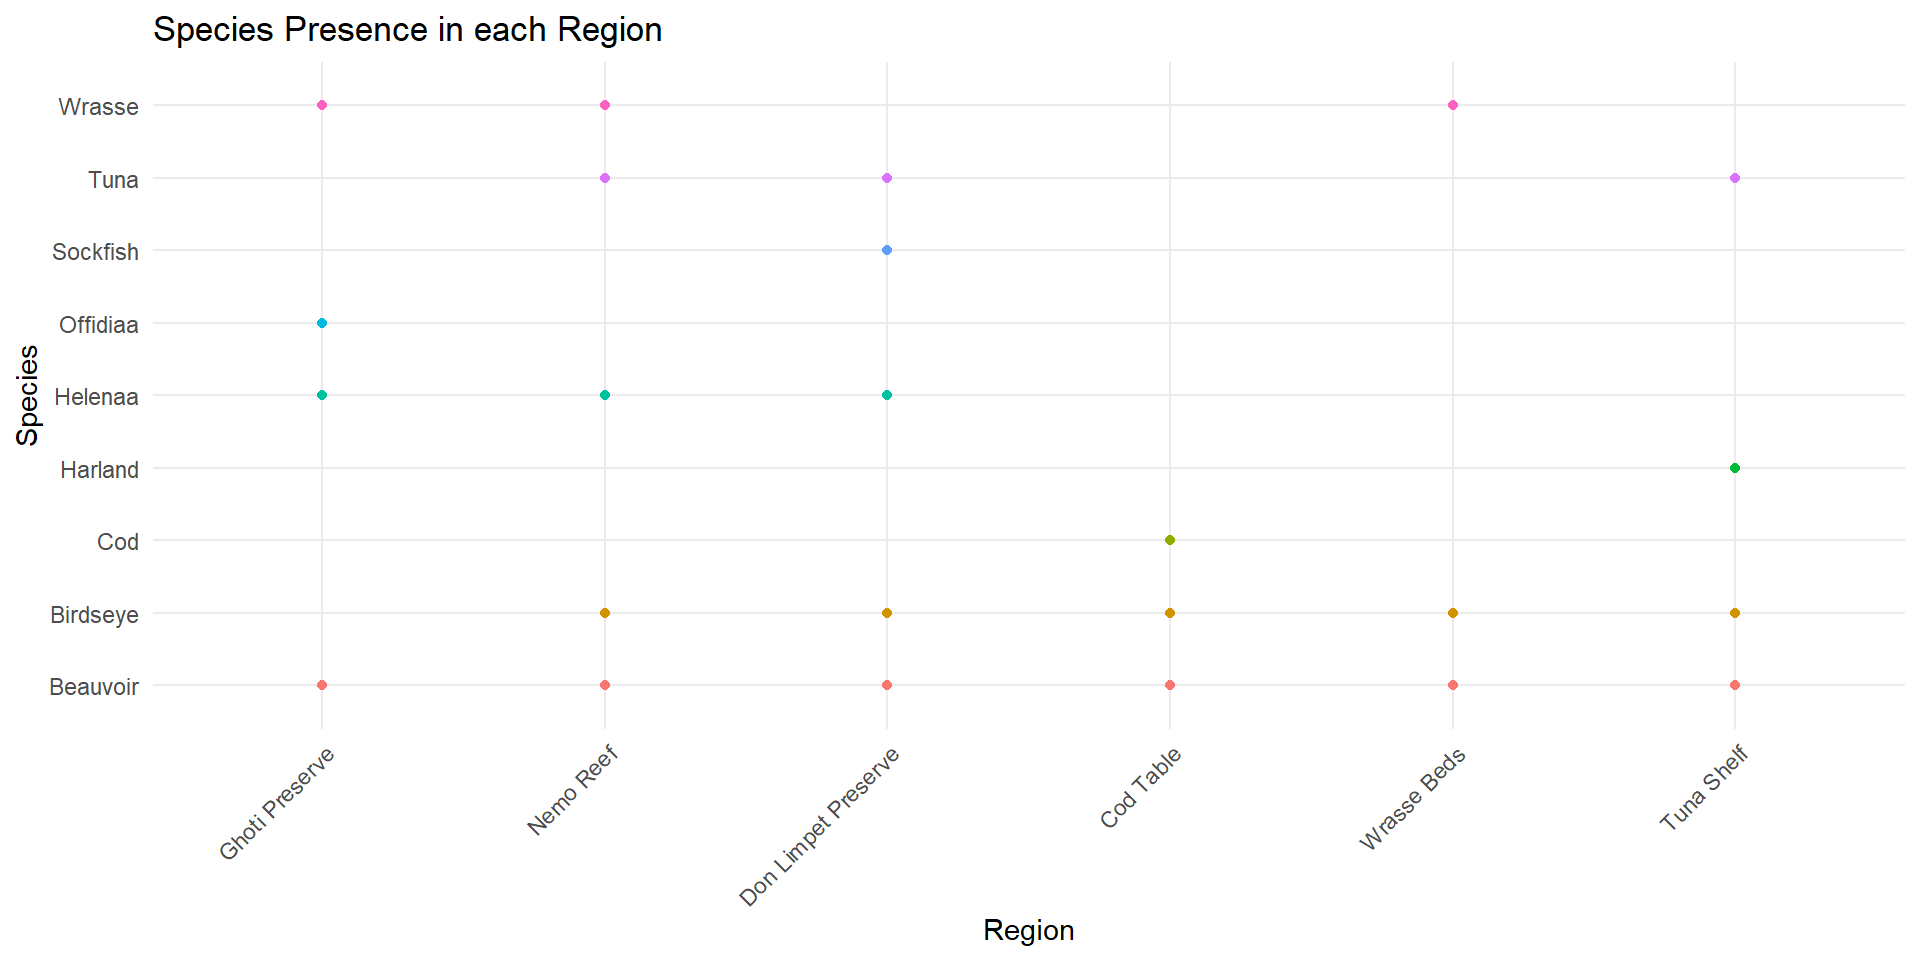 Species Presence in each Region
Species
Wrasse
Tuna
Sockfish
Offidiaa
Helenaa
Harland
Cod
Birdseye
Beauvoir
Ghoti Preserve
Nemo Reef
Don Limpet Preserve
Cod Table
Wrasse Beds
Tuna Shelf
Region